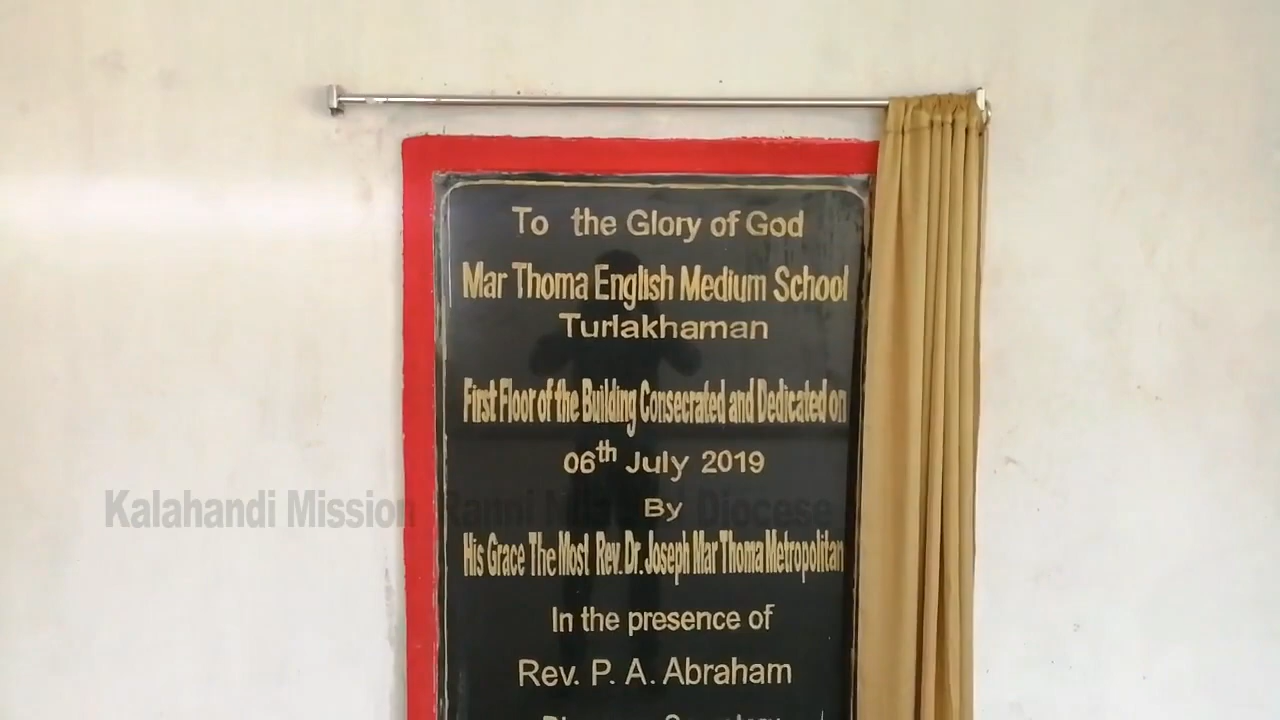 To the Glory of God
Mar Thoma English Medium School
Turlakhaman
First Floor of the Building Consecrated and Dedicated on
06th July 2019
By
Kalahandi Mission Ranni Diocese
His Grace The Most Rev. Dr. Joseph Mar Thoma Metropolitan
In the presence of
Rev. P. A. Abraham